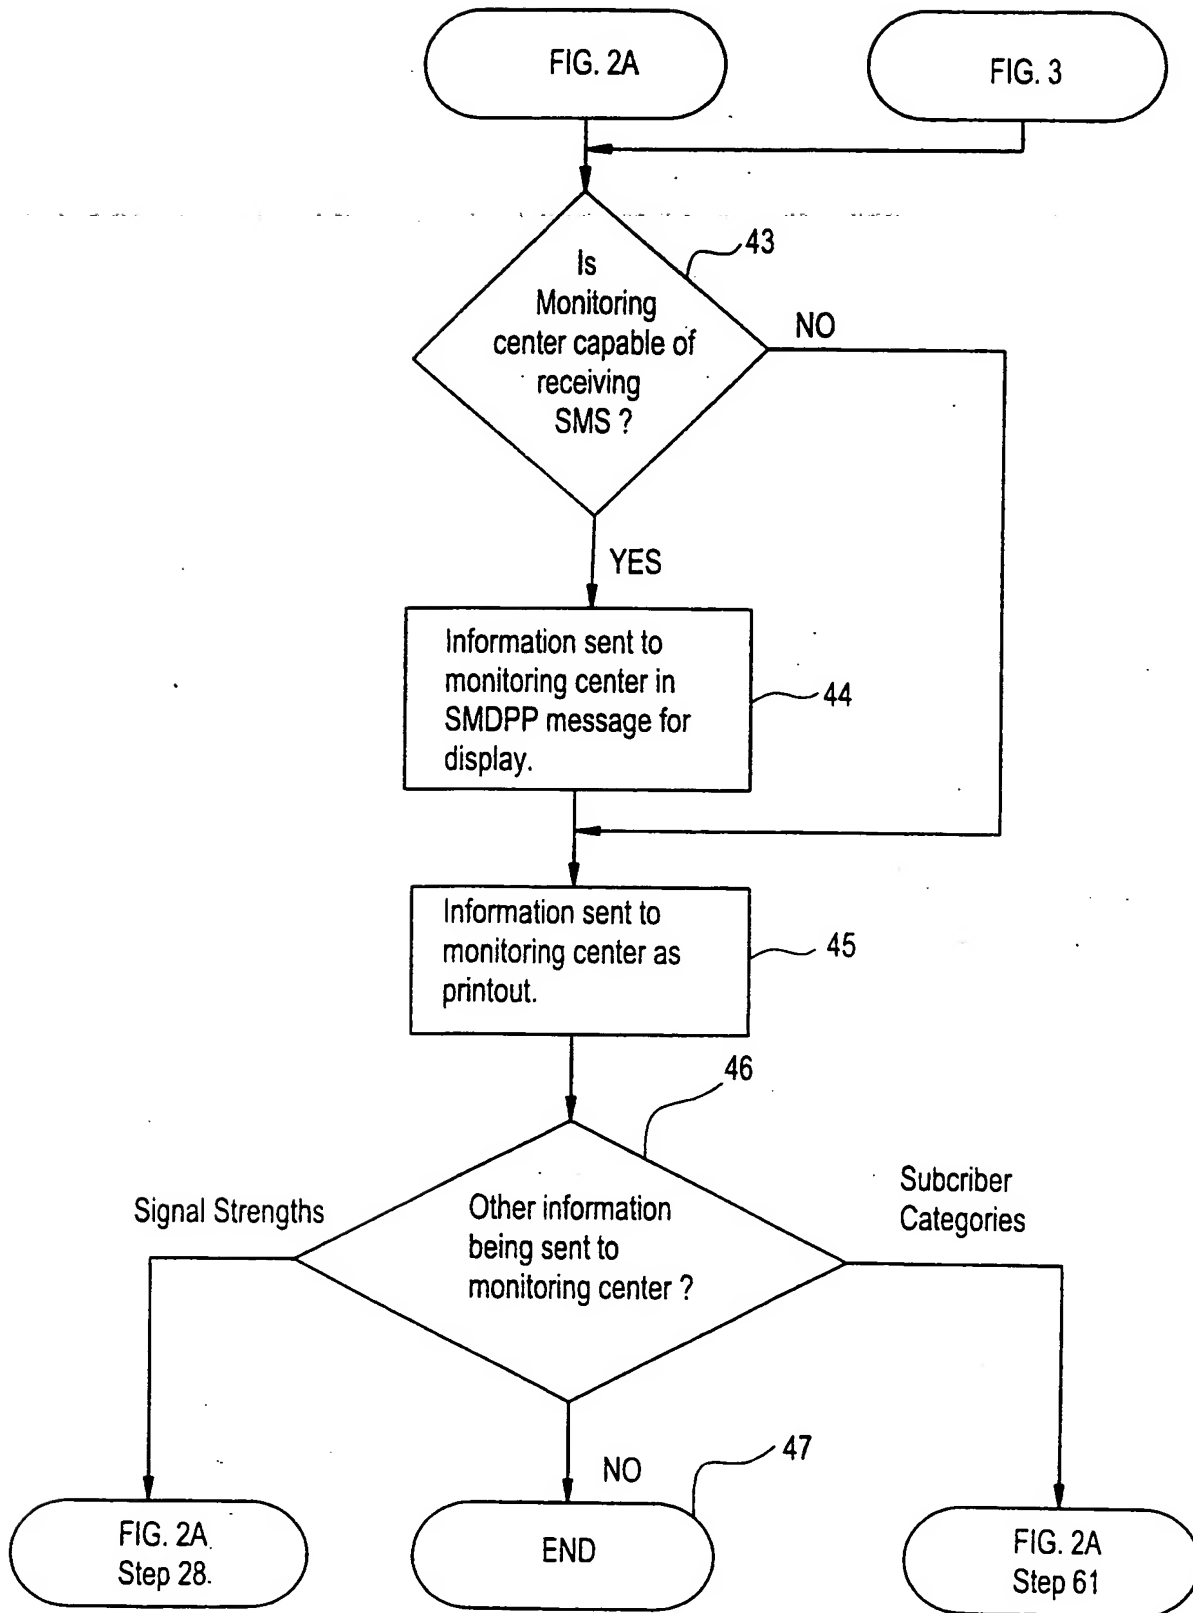 FIG. 2A
FIG. 3
43
Is
Monitoring
center capable of
receiving
SMS ?
NO
YES
Information sent to
monitoring center in
SMDPP message for
display.
44
Information sent to
monitoring center as
printout.
45
46
Signal Strengths
Other information
being sent to
monitoring center ?
Subcriber
Categories
NO
47
FIG. 2A.
Step 28.
END
FIG. 2A
Step 61